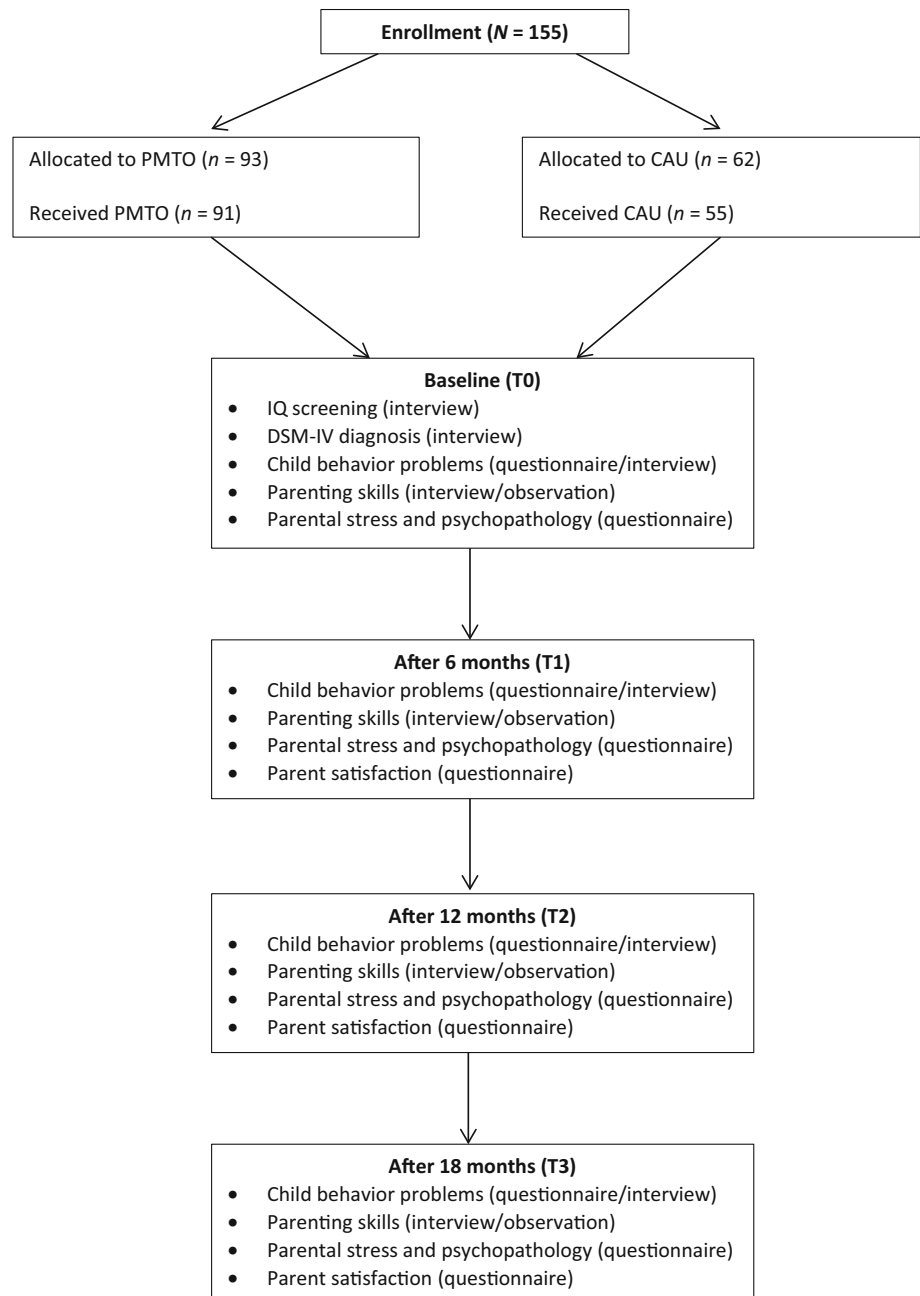 Enrollment (N = 155)
Allocated to PMTO (n = 93)
Received PMTO (n = 91)
Allocated to CAU (n = 62)
Received CAU (n = 55)
Baseline (T0)
• IQ screening (interview)
• DSM-IV diagnosis (interview)
• Child behavior problems (questionnaire/interview)
• Parenting skills (interview/observation)
• Parental stress and psychopathology (questionnaire)
After 6 months (T1)
• Child behavior problems (questionnaire/interview)
• Parenting skills (interview/observation)
• Parental stress and psychopathology (questionnaire)
• Parent satisfaction (questionnaire)
After 12 months (T2)
• Child behavior problems (questionnaire/interview)
• Parenting skills (interview/observation)
• Parental stress and psychopathology (questionnaire)
• Parent satisfaction (questionnaire)
After 18 months (T3)
• Child behavior problems (questionnaire/interview)
• Parenting skills (interview/observation)
• Parental stress and psychopathology (questionnaire)
• Parent satisfaction (questionnaire)